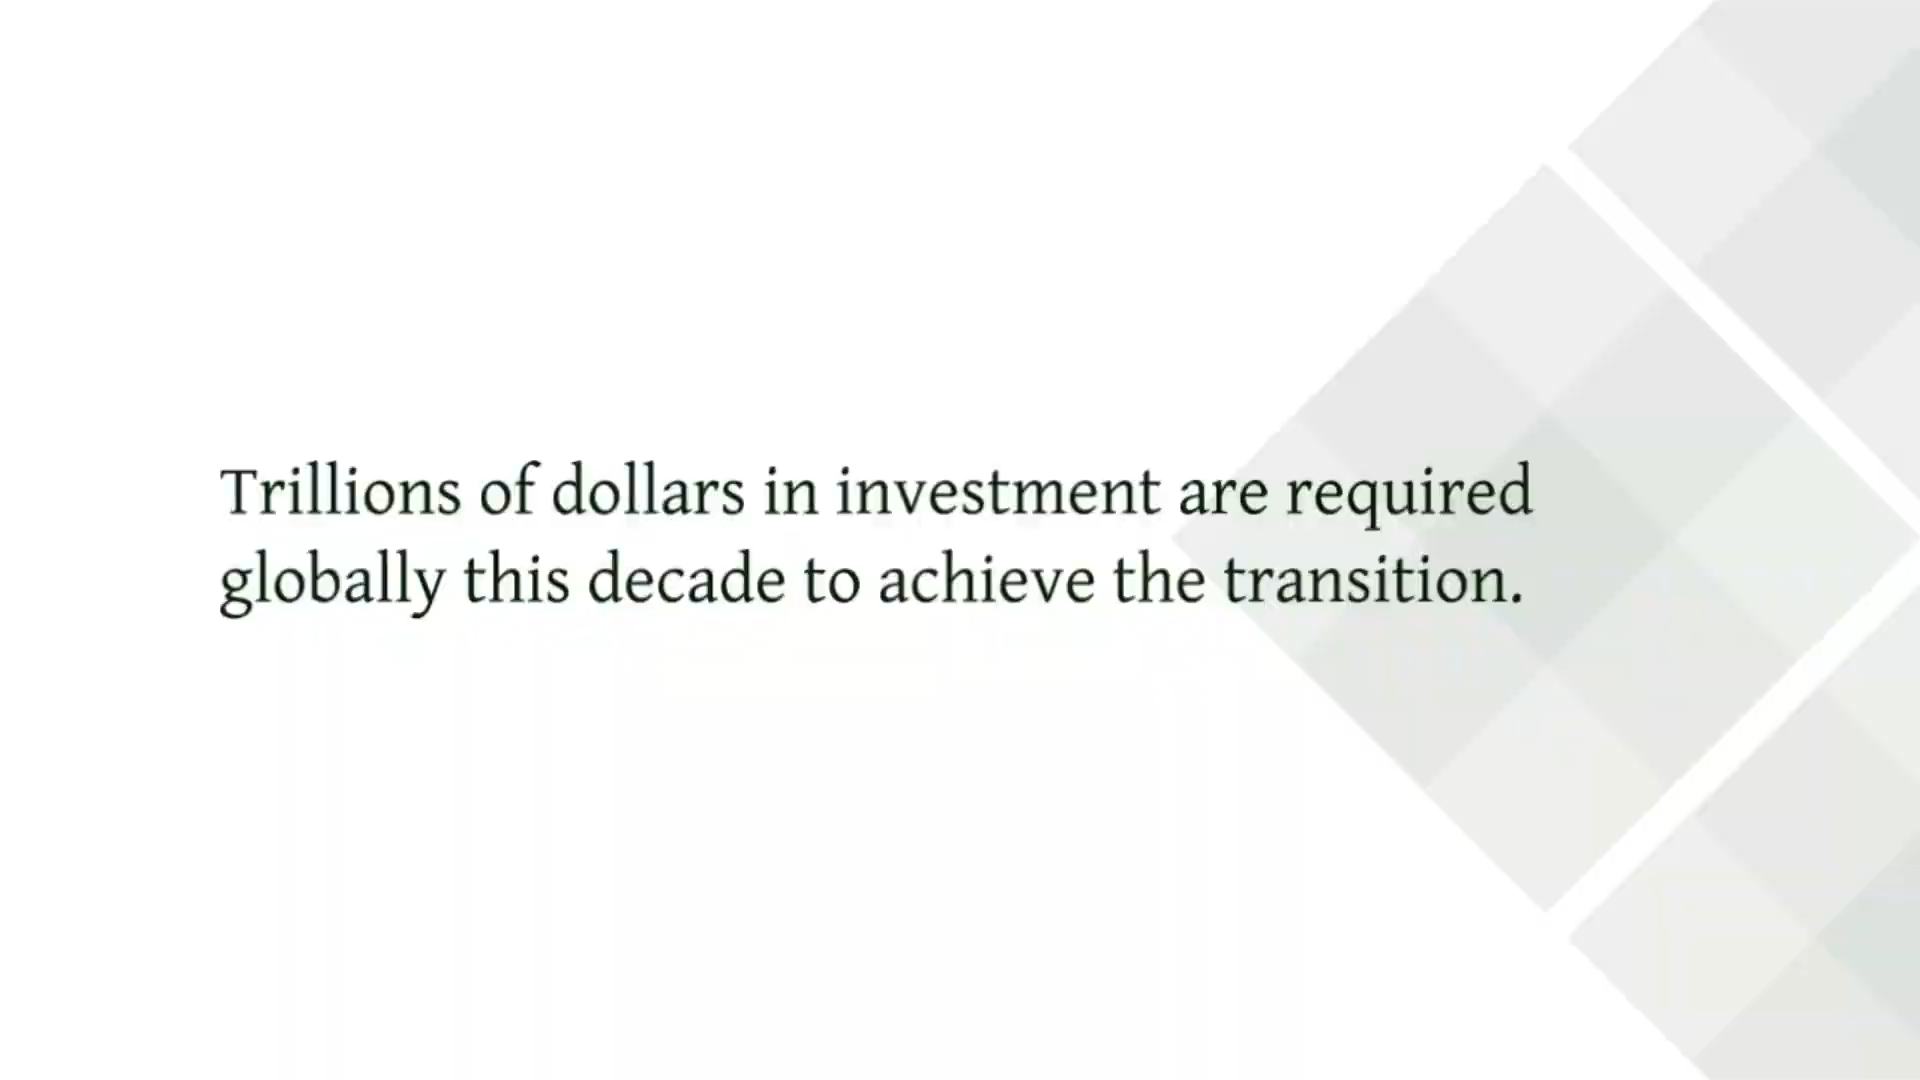 Trillions of dollars in investment are required
globally this decade to achieve the transition.